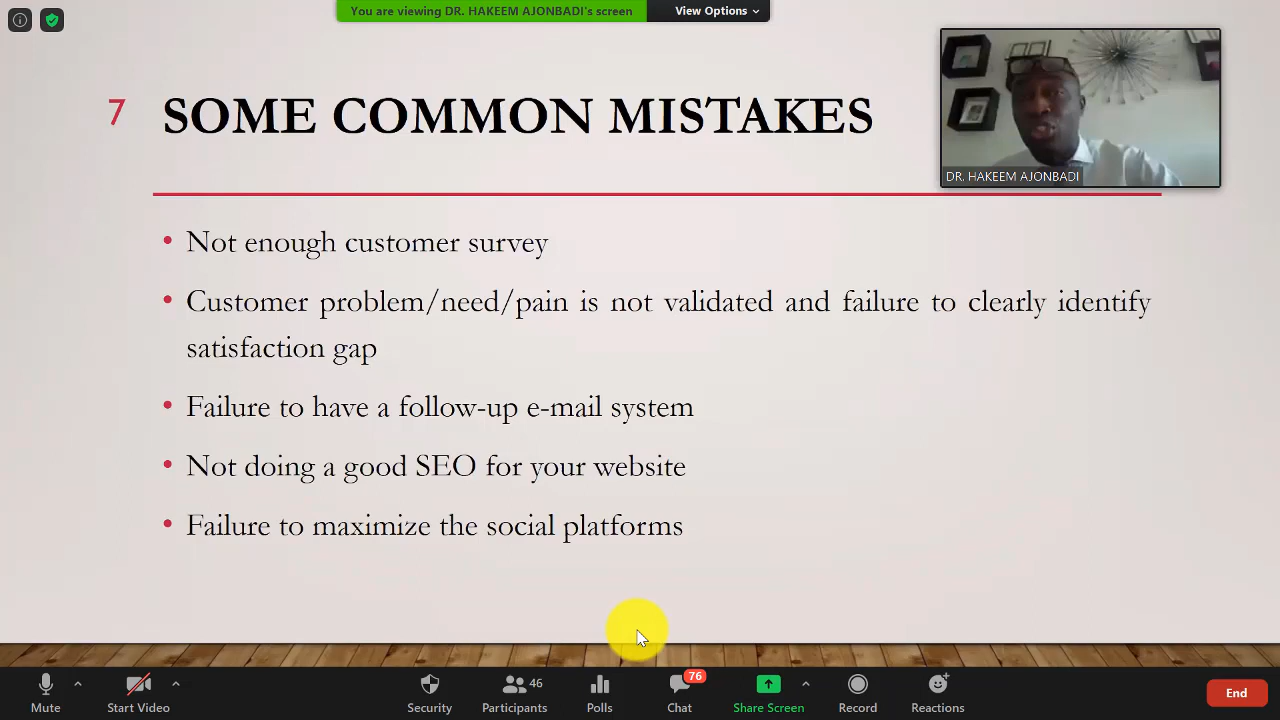 You are viewing DR. HAKEEM AJONBADI's screen
View Options
7
SOME COMMON MISTAKES
DR. HAKEEM AJONBADI
• Not enough customer survey
• Customer problem/need/pain is not validated and failure to clearly identify
satisfaction gap
• Failure to have a follow-up e-mail system
• Not doing a good SEO for your website
• Failure to maximize the social platforms
46
76
Mute
Start Video
Security
Participants
Polls
Chat
Share Screen
Record
Reactions
End